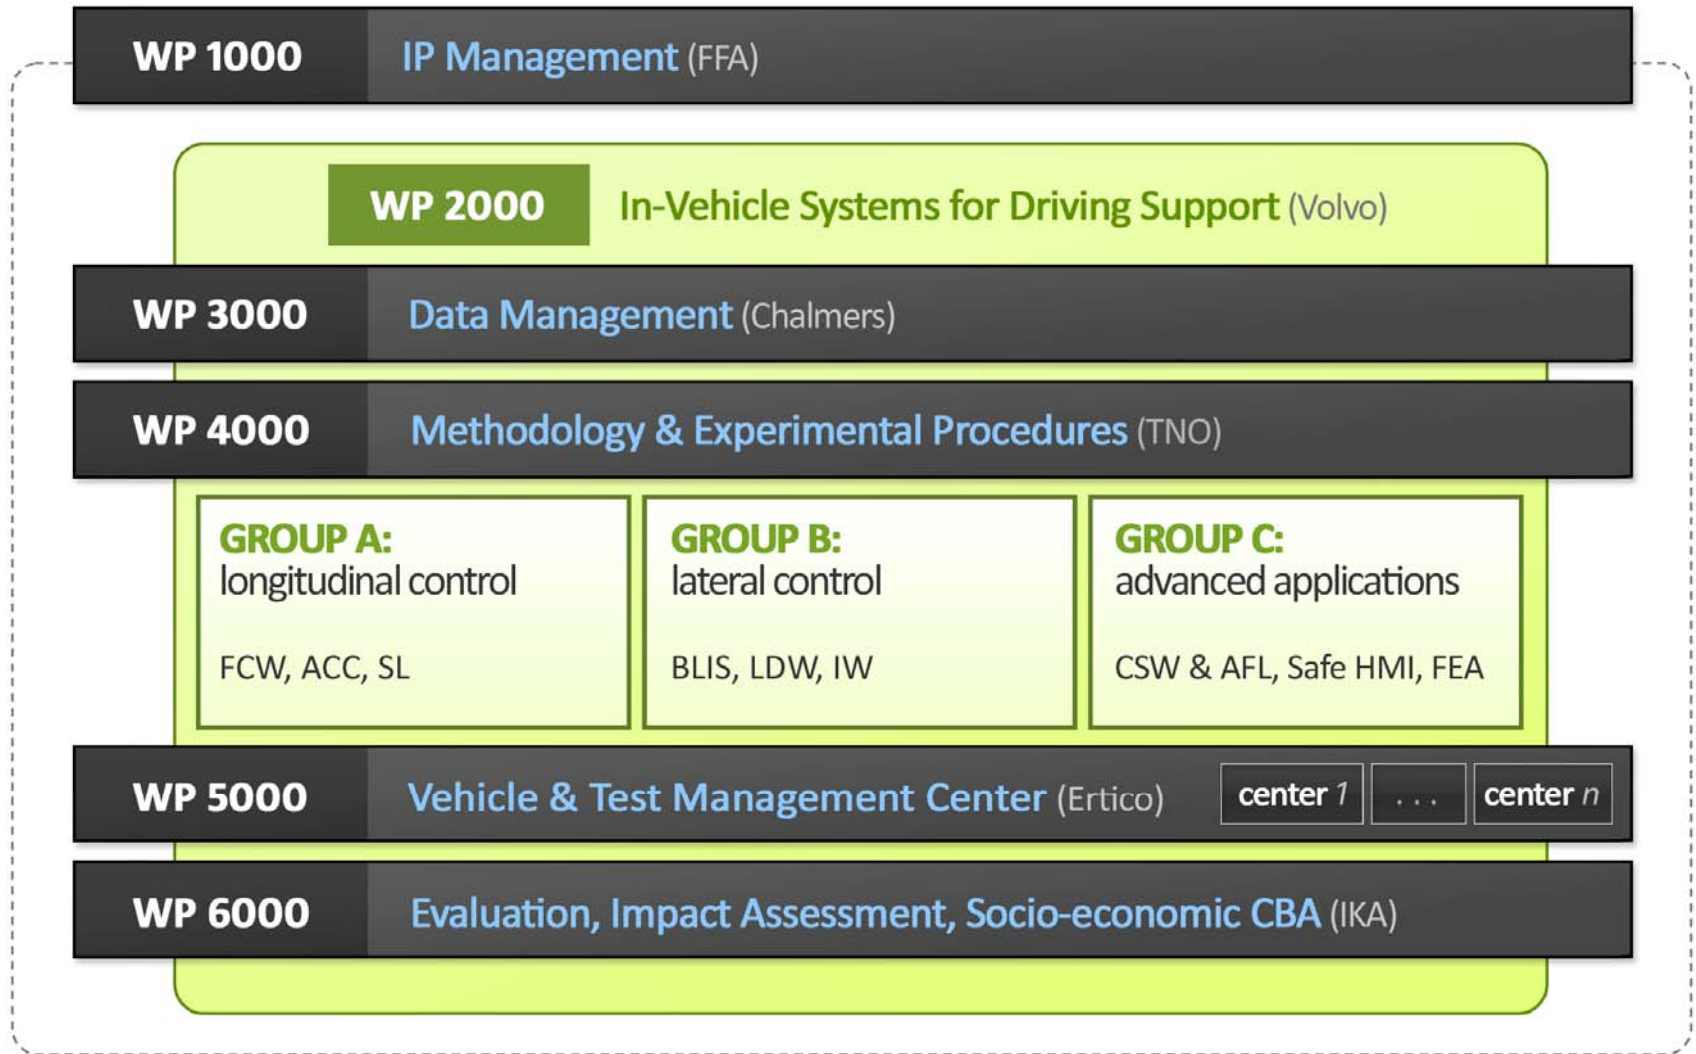 WP 1000 IP Management (FFA)
WP 2000 In-Vehicle Systems for Driving Support (Volvo)
WP 3000 Data Management (Chalmers)
WP 4000 Methodology & Experimental Procedures (TNO)
GROUP A:
longitudinal control
FCW, ACC, SL
GROUP B:
lateral control
BLIS, LDW, IW
GROUP C:
advanced applications
CSW & AFL, Safe HMI, FEA
WP 5000 Vehicle & Test Management Center (Ertico) center 1 ... center n
WP 6000 Evaluation, Impact Assessment, Socio-economic CBA (IKA)